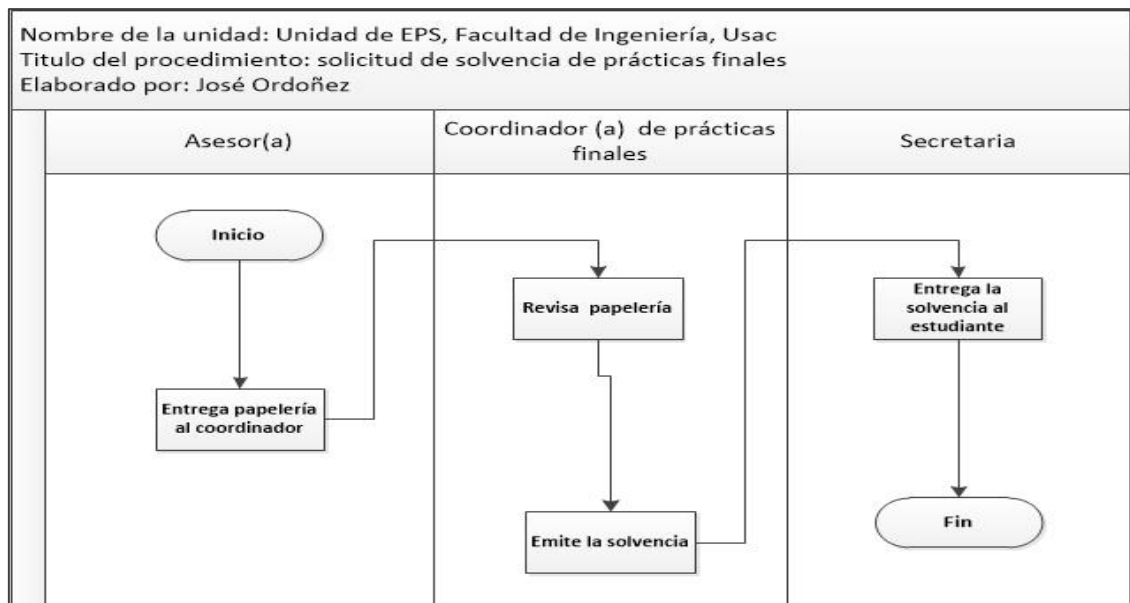 Nombre de la unidad: Unidad de EPS, Facultad de Ingeniería, Usac
Titulo del procedimiento: solicitud de solvencia de prácticas finales
Elaborado por: José Ordoñez
Asesor(a)
Coordinador (a) de prácticas
finales
Secretaria
Inicio
Entrega papelería
al coordinador
Revisa papelería
Emite la solvencia
Entrega la
solvencia al
estudiante
Fin